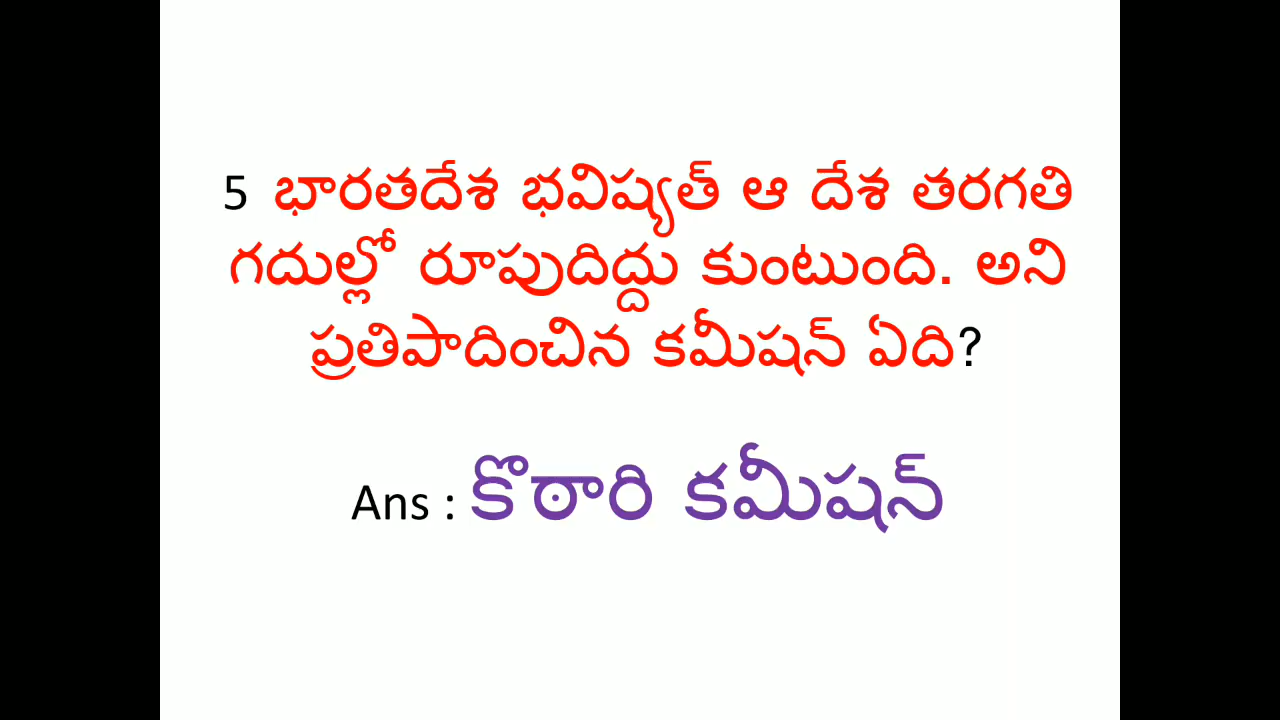 5 భారతదేశ భవిష్యత్ ఆ దేశ తరగతి
గదుల్లో రూపుదిద్దు కుంటుంది. అని
ప్రతిపాదించిన కమీషన్ ఏది?
Ans : కొఠారి కమీషన్